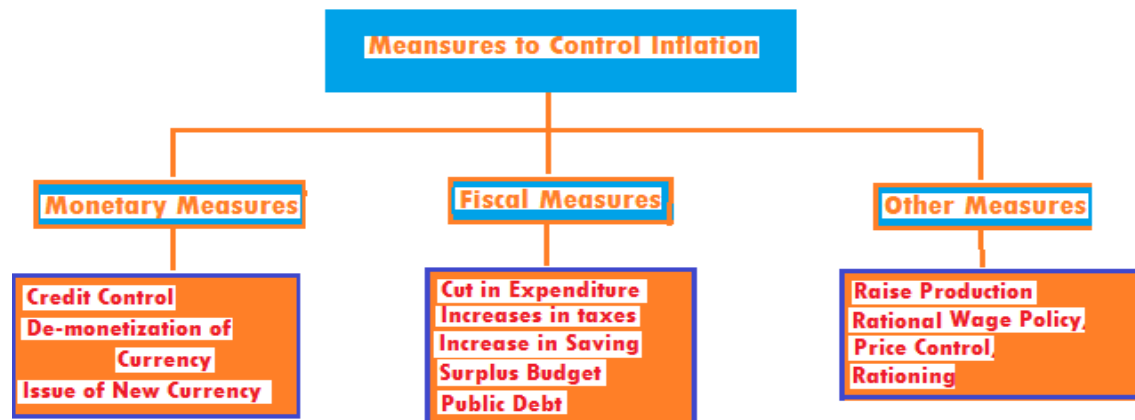 Meansures to Control Inflation
Monetary Measures
Credit Control
De-monetization of
Currency
Issue of New Currency
Fiscal Measures
Cut in Expenditure
Increases in taxes
Increase in Saving
Surplus Budget
Public Debt
Other Measures
Raise Production
Rational Wage Policy,
Price Control,
Rationing